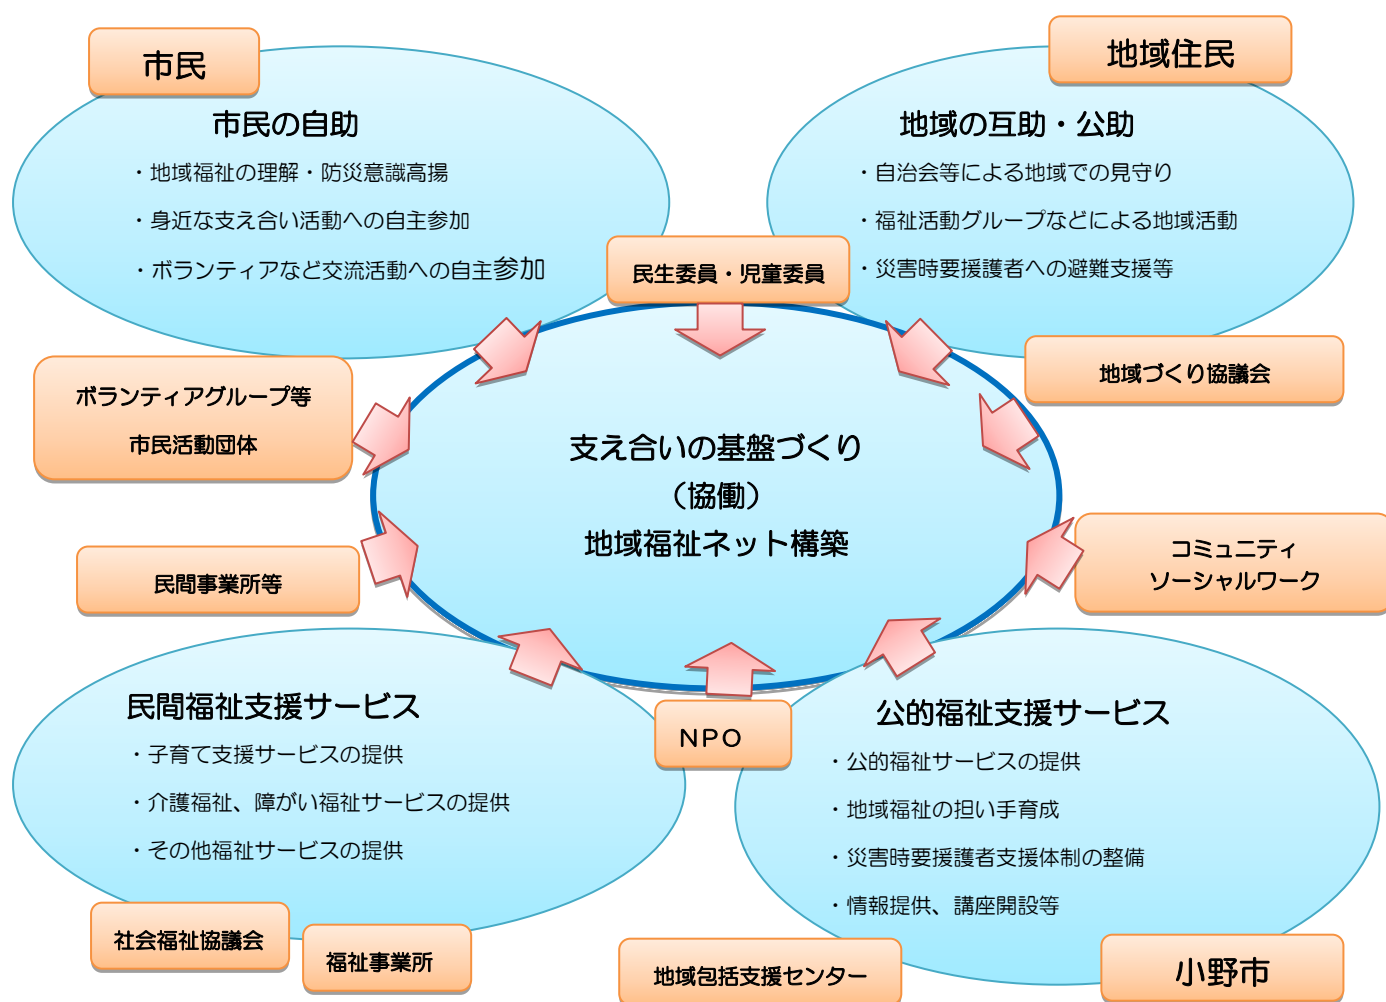 市民
市民の自助
・地域福祉の理解・防災意識高揚
・身近な支え合い活動への自主参加
・ボランティアなど交流活動への自主参加
地域住民
地域の互助・公助
・自治会等による地域での見守り
・福祉活動グループなどによる地域活動
・災害時要援護者への避難支援等
民生委員・児童委員
地域づくり協議会
ボランティアグループ等
市民活動団体
支え合いの基盤づくり
（協働）
地域福祉ネット構築
コミュニティ
ソーシャルワーク
民間事業所等
民間福祉支援サービス
・子育て支援サービスの提供
・介護福祉、障がい福祉サービスの提供
・その他福祉サービスの提供
NPO
公的福祉支援サービス
・公的福祉サービスの提供
・地域福祉の担い手育成
・災害時要援護者支援体制の整備
・情報提供、講座開設等
社会福祉協議会
福祉事業所
地域包括支援センター
小野市